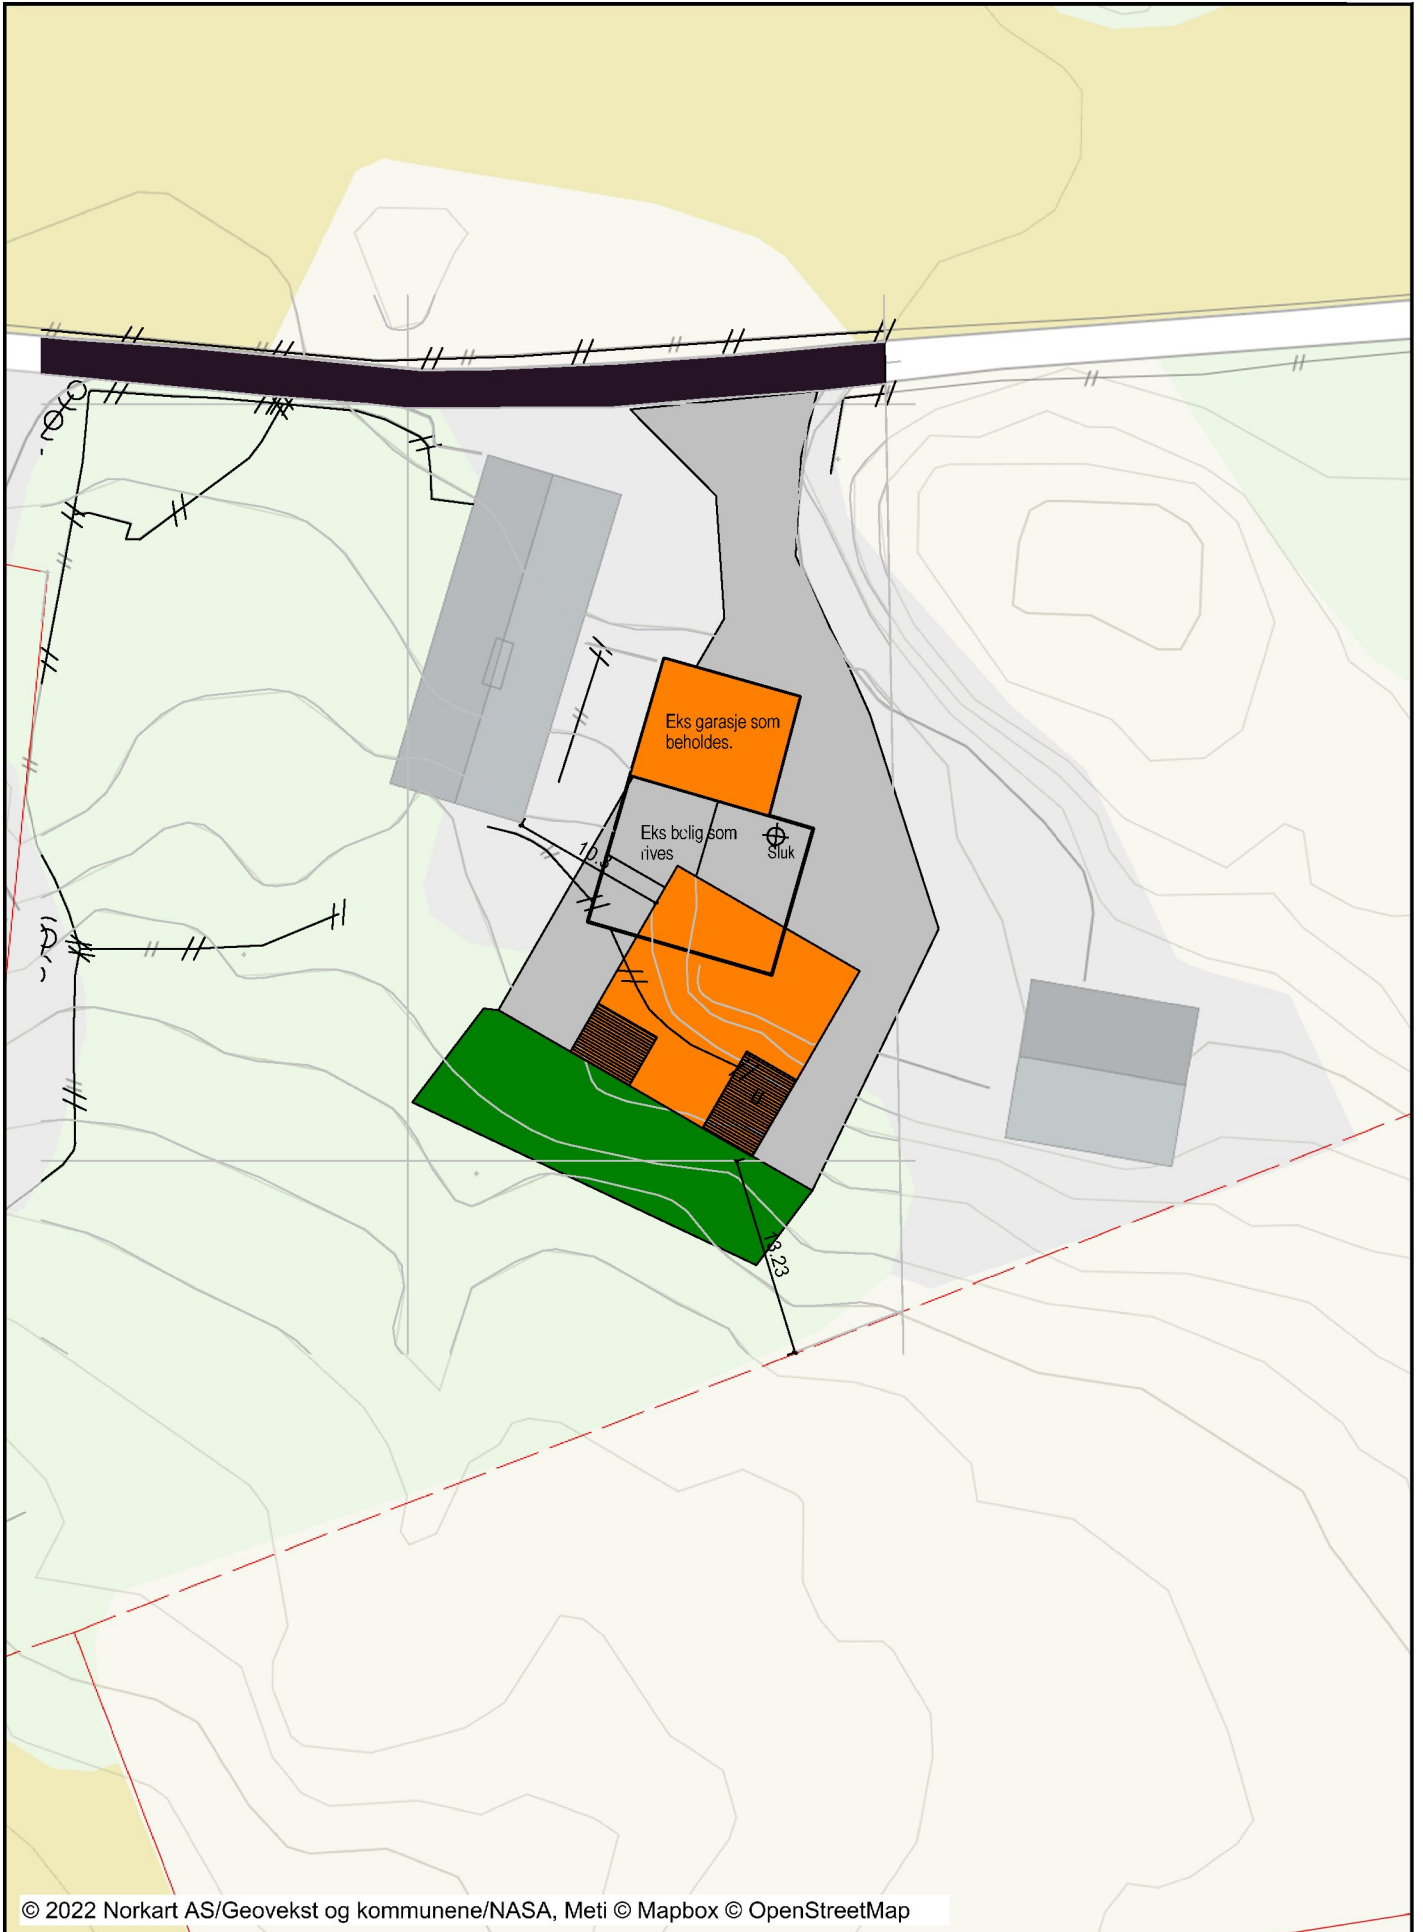 Eks garasje som
beholdes.
Eks bolig som
rives
Sluk
13.23
© 2022 Norkart AS/Geovekst og kommunene/NASA, Meti © Mapbox © OpenStreetMap